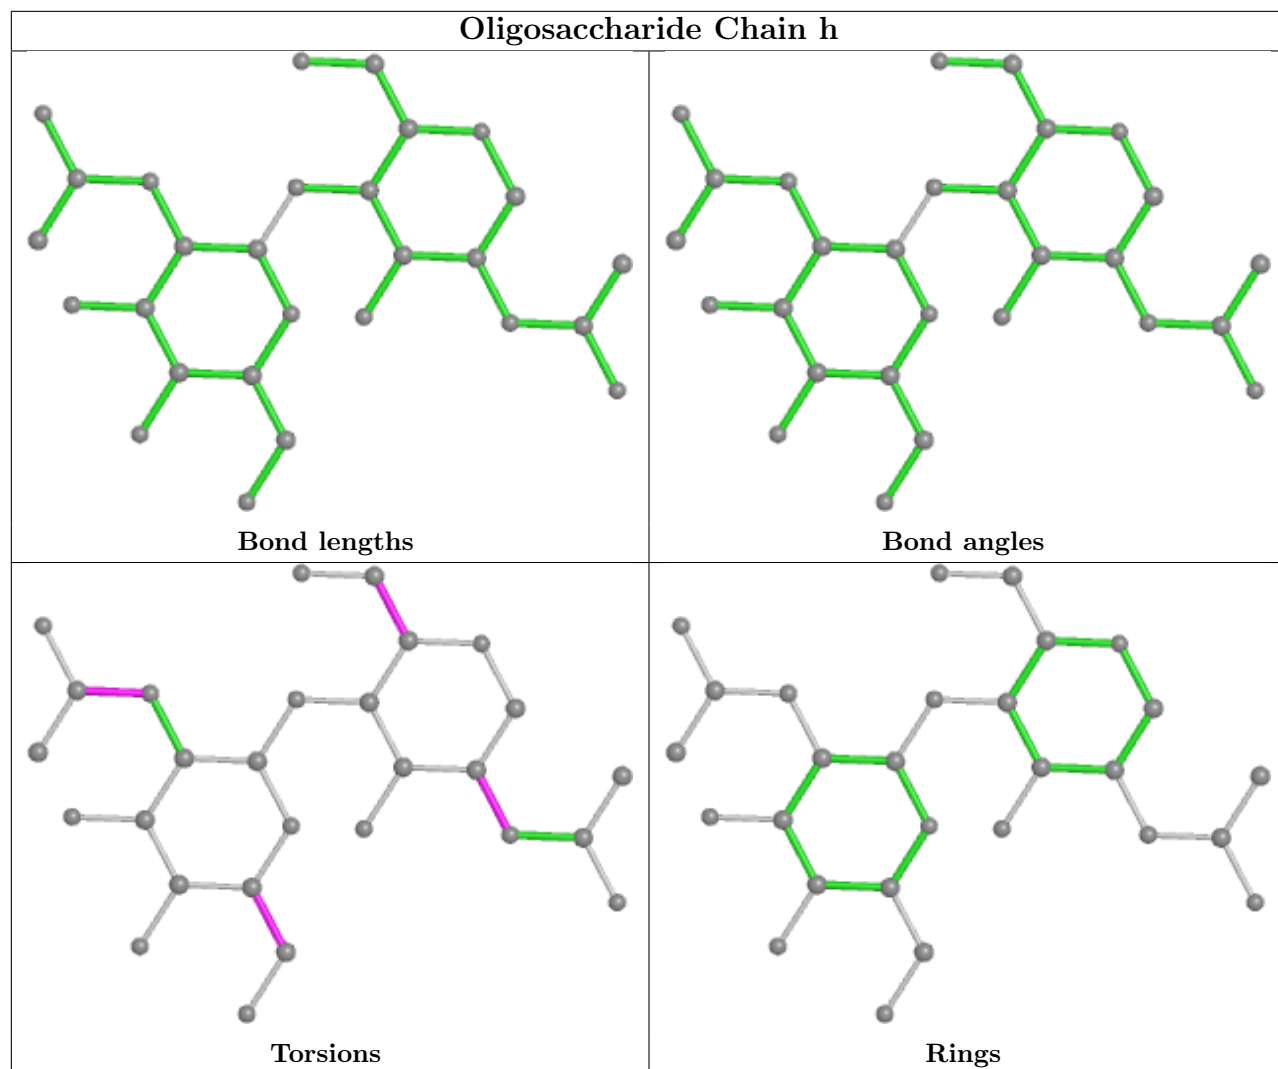 Oligosaccharide Chain h
Bond lengths
Bond angles
Torsions
Rings